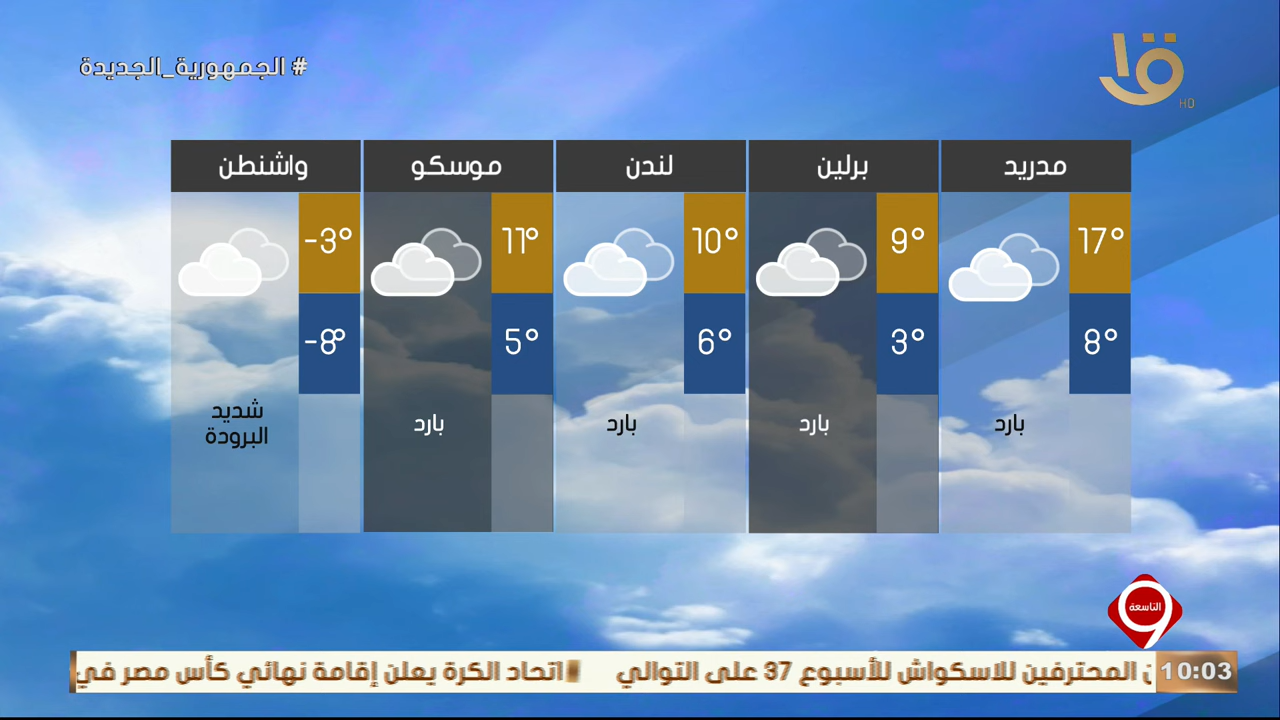 # الجمهورية_الجديدة
HD
مدريد
17°
8°
بارد
برلين
9°
3°
بارد
لندن
10°
6°
بارد
موسكو
11°
5°
بارد
واشنطن
-3°
-8°
شديد
البرودة
التاسعة
9
10:03
المحترفين للاسكواش للأسبوع 37 على التوالي
اتحاد الكرة يعلن إقامة نهائي كأس مصر في